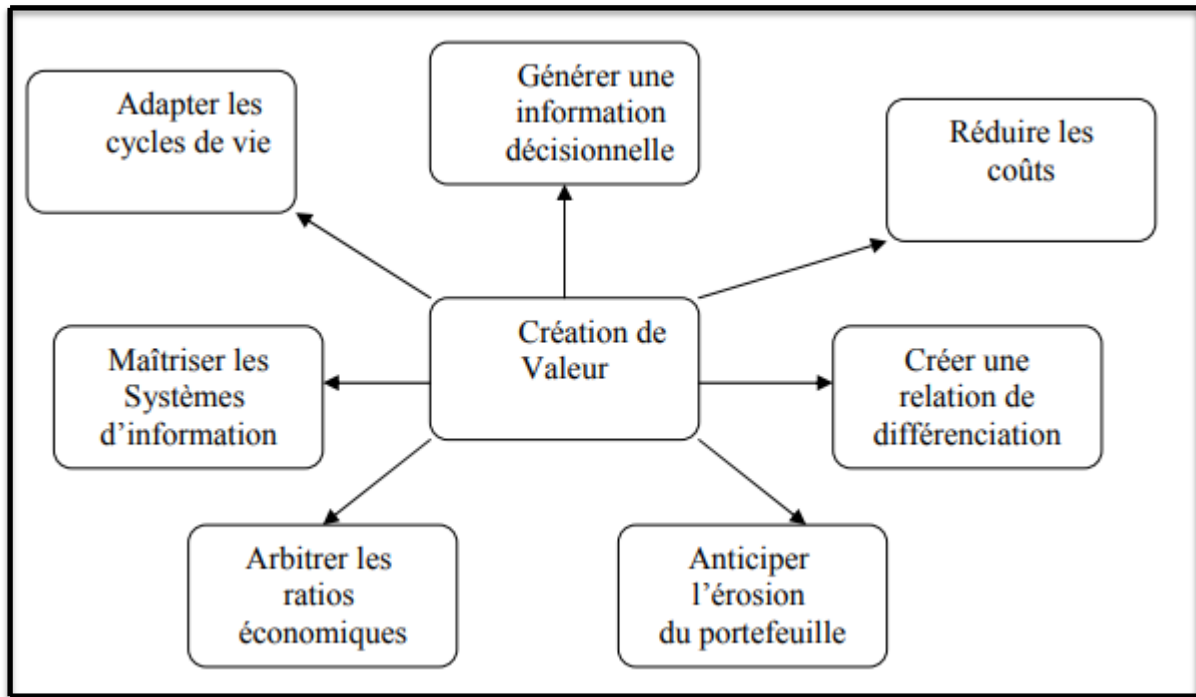 Adapter les
cycles de vie
Générer une
information
décisionnelle
Réduire les
coûts
Maîtriser les
Systèmes
d’information
Création de
Valeur
Créer une
relation de
différenciation
Arbitrer les
ratios
économiques
Anticiper
l’érosion
du portefeuille